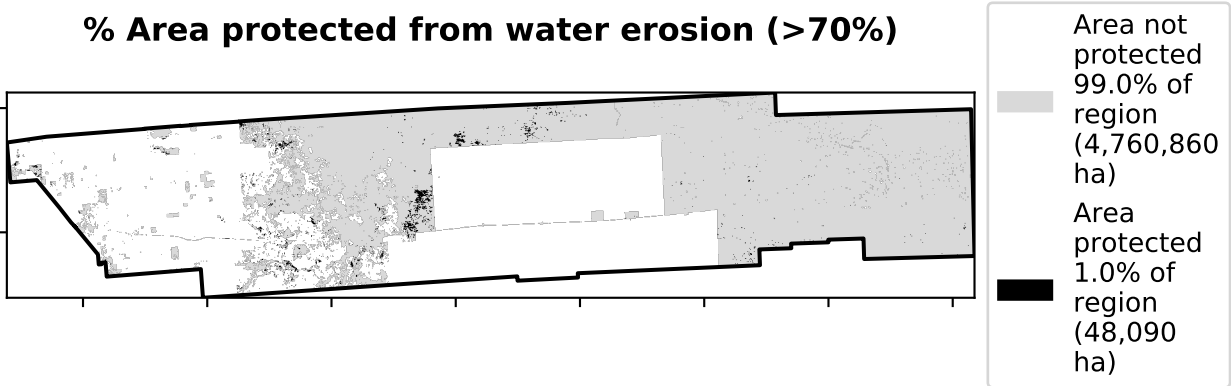 % Area protected from water erosion (>70%)
Area not
protected
99.0% of
region
(4,760,860
ha)
Area
protected
1.0% of
region
(48,090
ha)